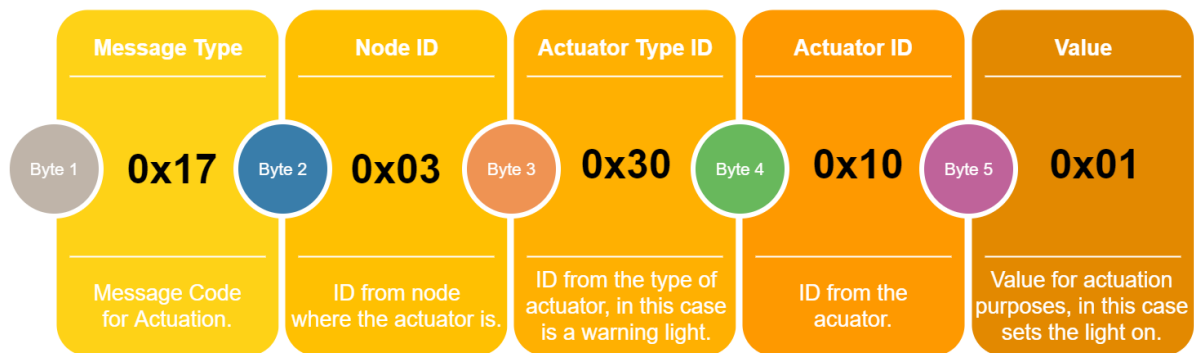 Message Type
Byte 1
0x17
Message Code
for Actuation.
Node ID
Byte 2
0x03
ID from node
where the actuator is.
Actuator Type ID
Byte 3
0x30
ID from the type of
actuator, in this case
is a warning light.
Actuator ID
Byte 4
0x10
ID from the
acuator.
Value
Byte 5
0x01
Value for actuation
purposes, in this case
sets the light on.